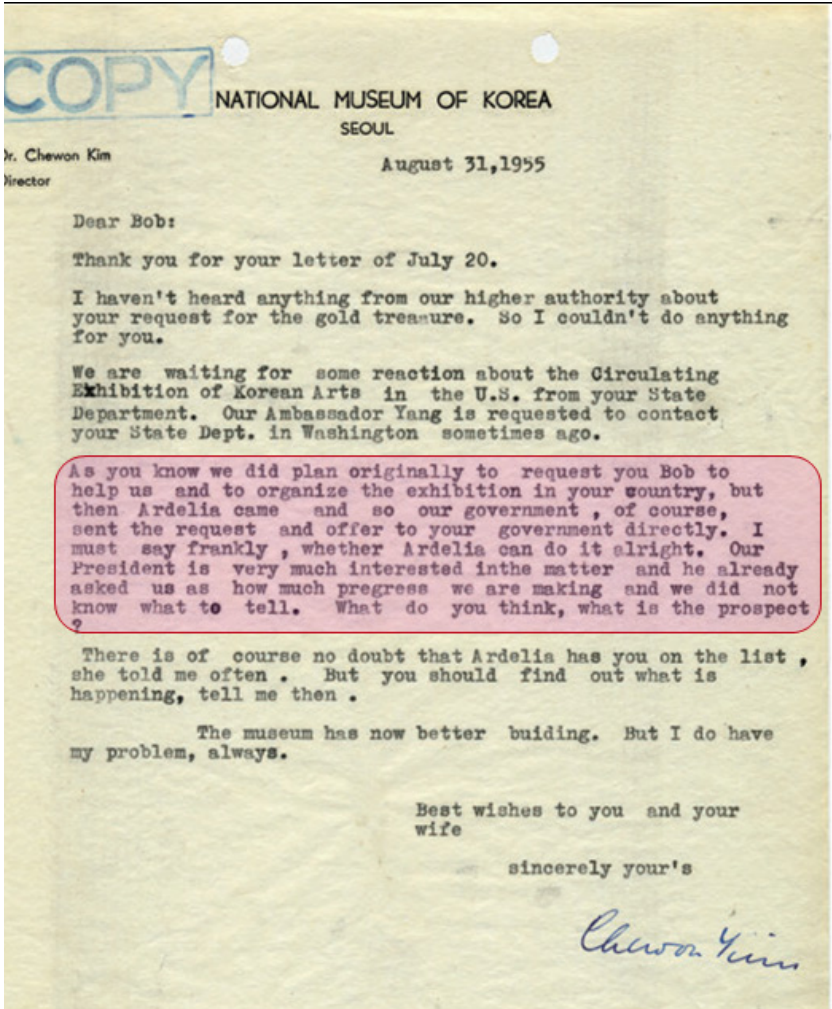 COPY
NATIONAL MUSEUM OF KOREA
SEOUL
Dr. Chewon Kim
Director
August 31,1955
Dear Bob:
Thank you for your letter of July 20.
I haven't heard anything from our higher authority about
your request for the gold treasure. So I couldn't do anything
for you.
We are waiting for some reaction about the Circulating
Exhibition of Korean Arts in the U.S. from your State
Department. Our Ambassador Yang is requested to contact
your State Dept. in Washington sometimes ago.
As you know we did plan originally to request you Bob to
help us and to organize the exhibition in your country, but
then Ardelia came and so our government , of course,
sent the request and offer to your government directly. I
must say frankly , whether Ardelia can do it alright. Our
President is very much interested inthe matter and he already
asked us as how much pregress we are making and we did not
know what to tell. What do you think, what is the prospect
?
There is of course no doubt that Ardelia has you on the list ,
she told me often . But you should find out what is
happening, tell me then .
The museum has now better buiding. But I do have
my problem, always.
Best wishes to you and your
wife
sincerely your's
Chewon Kim